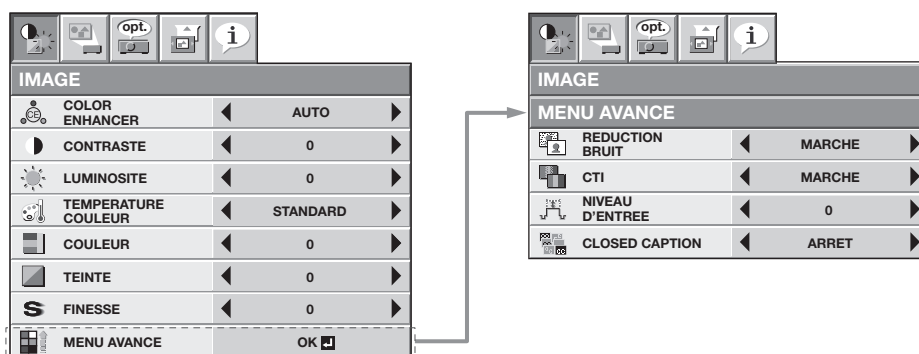 opt.
i
IMAGE
COLOR
ENHANCER
AUTO
CONTRASTE
0
LUMINOSITE
0
TEMPERATURE
COULEUR
STANDARD
COULEUR
0
TEINTE
0
FINESSE
0
MENU AVANCE
OK
opt.
i
IMAGE
MENU AVANCE
REDUCTION
BRUIT
MARCHE
CTI
MARCHE
NIVEAU
D'ENTREE
0
CLOSED CAPTION
ARRET